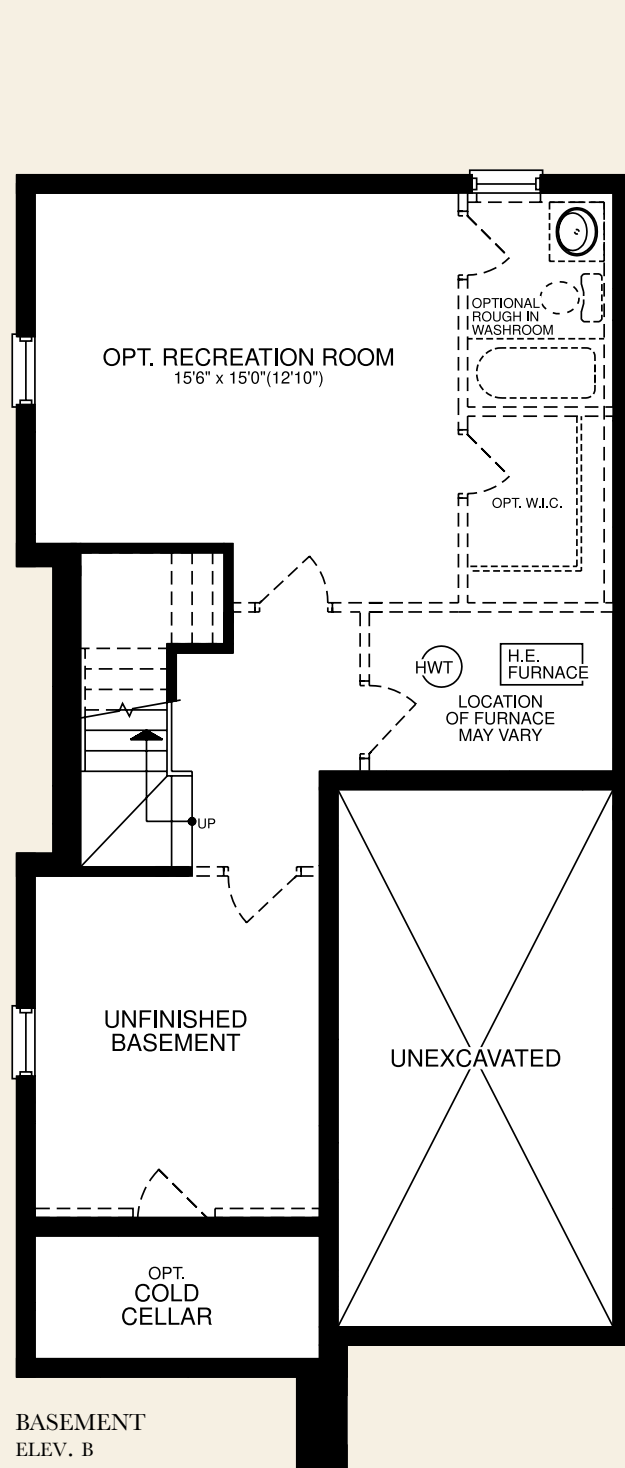 OPTIONAL
ROUGH IN
WASHROOM
OPT. RECREATION ROOM
15'6" x 15'0"(12'10")
OPT. W.I.C.
HWT
H.E.
FURNACE
LOCATION
OF FURNACE
MAY VARY
UP
UNFINISHED
BASEMENT
UNEXCAVATED
OPT.
COLD
CELLAR
BASEMENT
ELEV. B